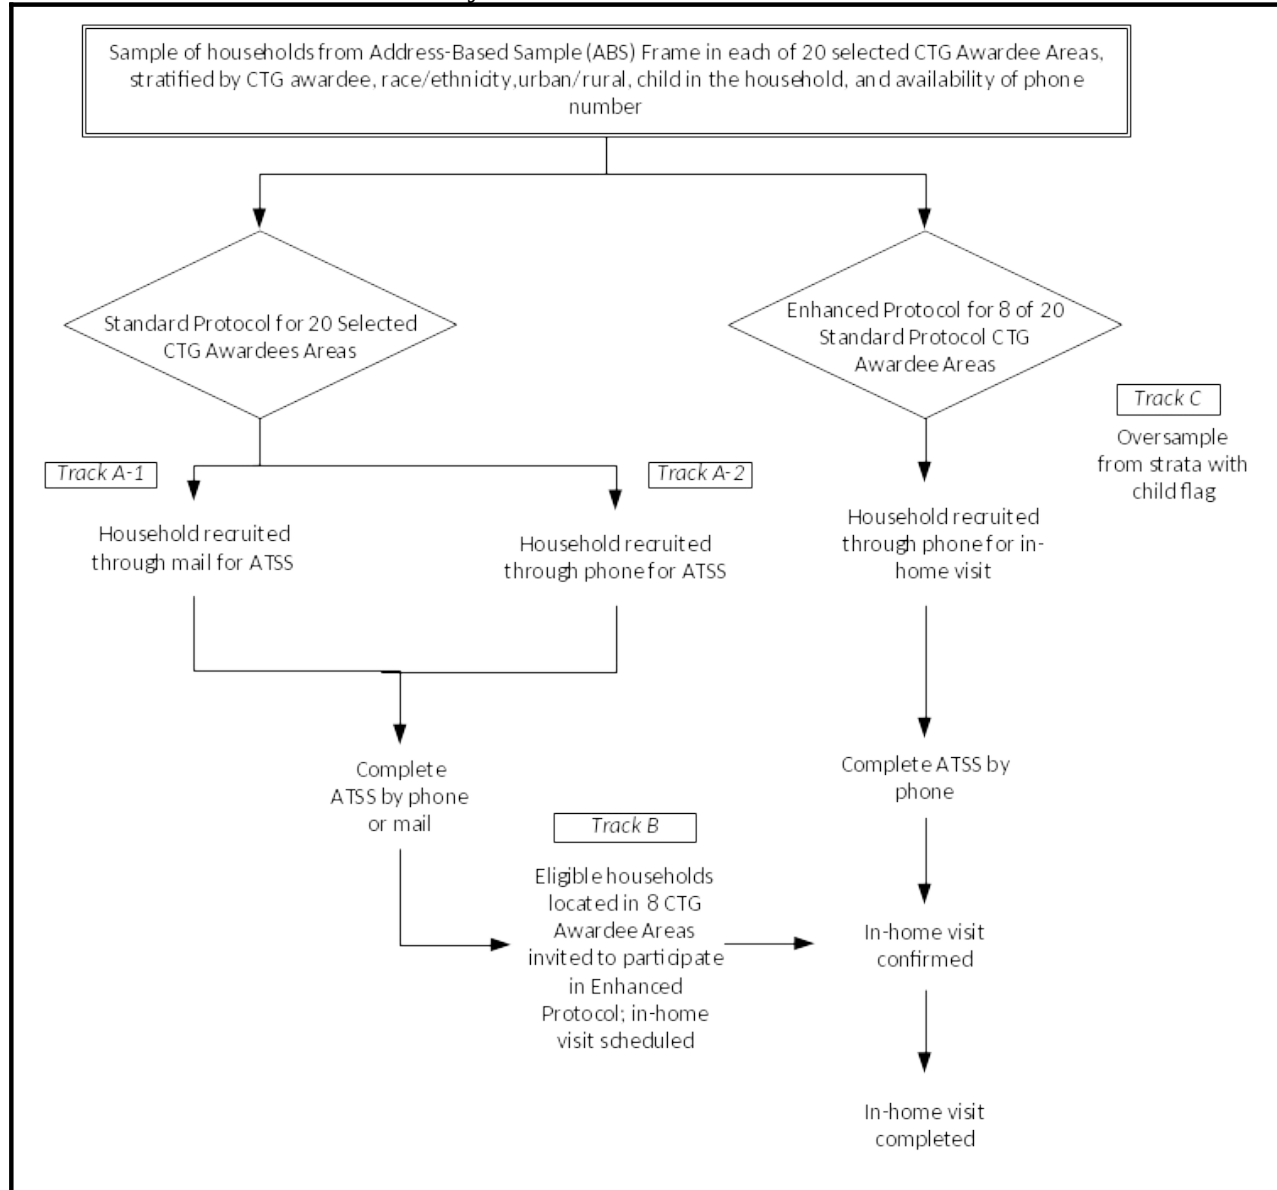 Sample of households from Address-Based Sample (ABS) Frame in each of 20 selected CTG Awardee Areas,
stratified by CTG awardee, race/ethnicity,urban/rural, child in the household, and availability of phone
number
Standard Protocol for 20 Selected
CTG Awardees Areas
Enhanced Protocol for 8 of 20
Standard Protocol CTG
Awardee Areas
Track C
Oversample
from strata with
child flag
Track A-1
Track A-2
Household recruited
through mail for ATSS
Household recruited
through phone for ATSS
Household recruited
through phone for in-
home visit
Complete
ATSS by phone
or mail
Complete ATSS by
phone
Track B
Eligible households
located in 8 CTG
Awardee Areas
invited to participate
in Enhanced
Protocol; in-home
visit scheduled
In-home visit
confirmed
In-home visit
completed